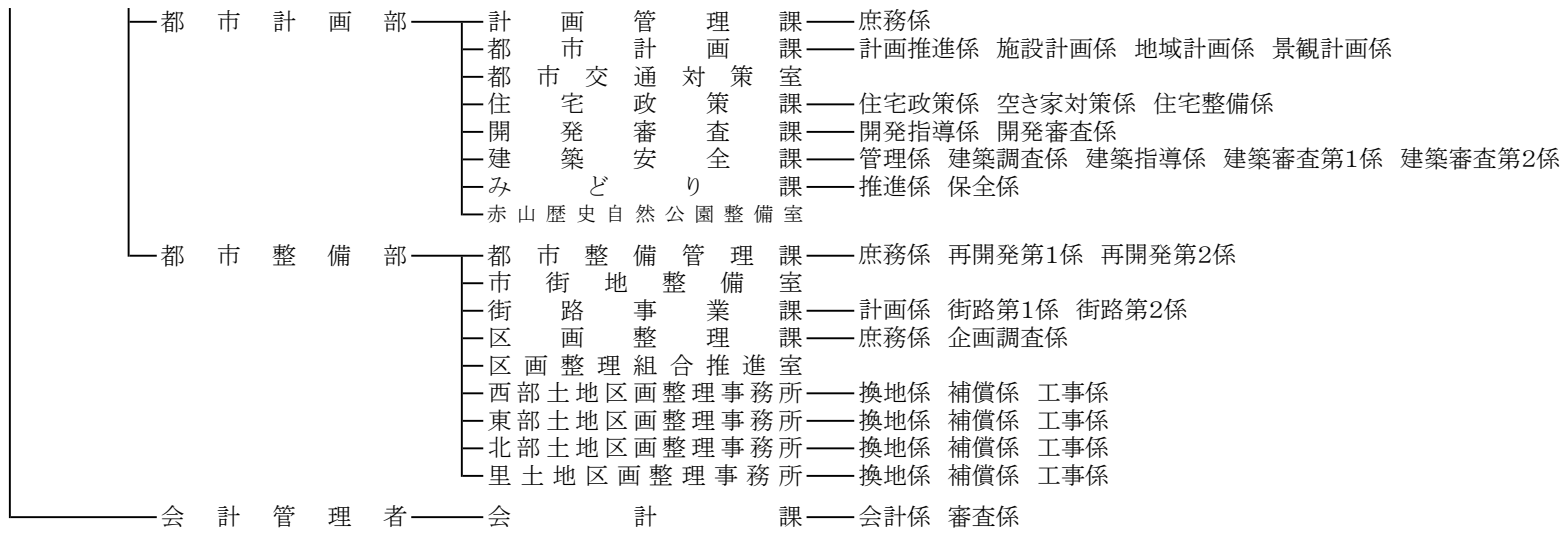 都市計画部 計画管理課 庶務係
都市計画課 計画推進係 施設計画係 地域計画係 景観計画係
都市交通対策室
住宅政策課 住宅政策係 空き家対策係 住宅整備係
開発審査課 開発指導係 開発審査係
建築安全課 管理係 建築調査係 建築指導係 建築審査第1係 建築審査第2係
みどり課 推進係 保全係
赤山歴史自然公園整備室
都市整備部 都市整備管理課 庶務係 再開発第1係 再開発第2係
市街地整備室
街路事業課 計画係 街路第1係 街路第2係
区画整理課 庶務係 企画調査係
区画整理組合推進室
西部土地区画整理事務所 換地係 補償係 工事係
東部土地区画整理事務所 換地係 補償係 工事係
北部土地区画整理事務所 換地係 補償係 工事係
里土地区画整理事務所 換地係 補償係 工事係
会計管理者 会計課 会計係 審査係